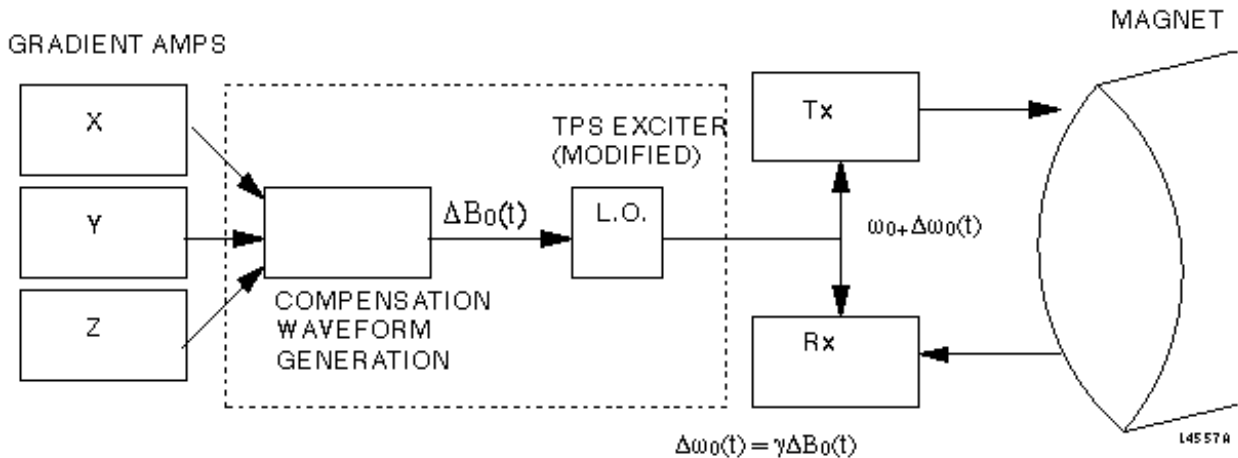 MAGNET
GRADIENT AMPS
X
Y
Z
TPS EXCITER
(MODIFIED)
Tx
ΔB₀(t)
L.O.
ω₀₊Δω₀(t)
COMPENSATION
WAVEFORM
GENERATION
Rx
Δω₀(t) = γΔB₀(t)
14557A